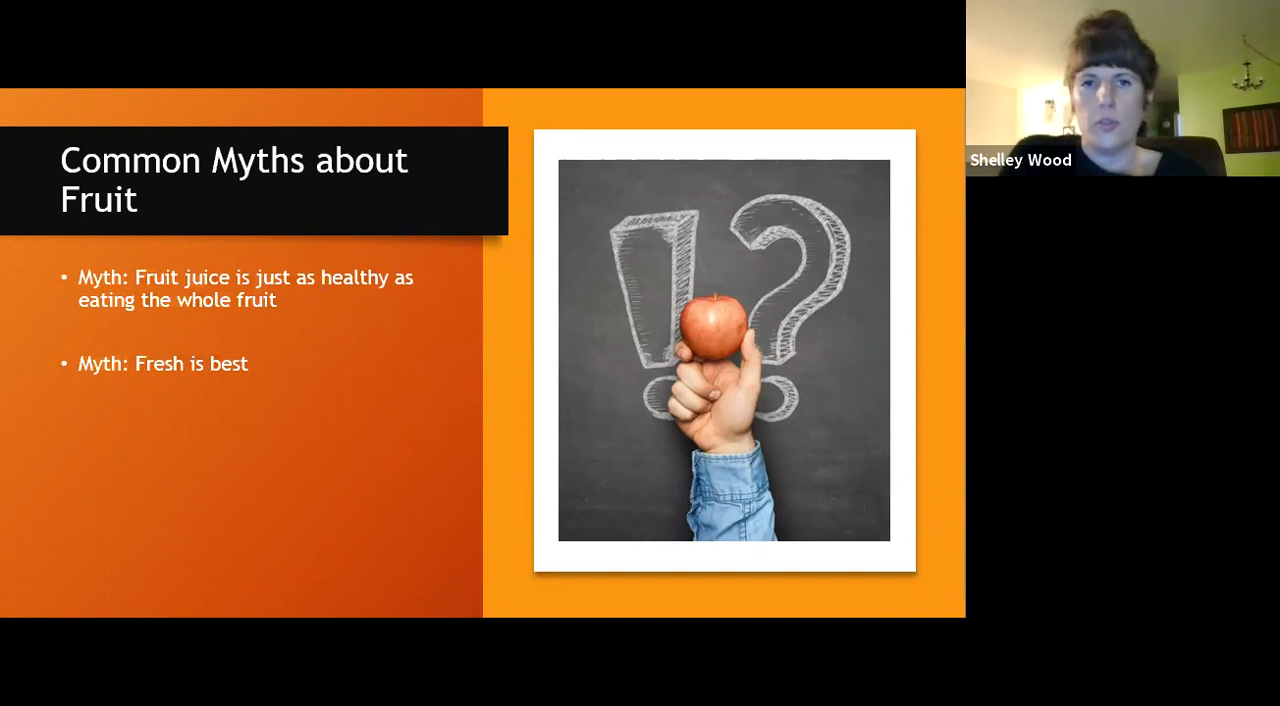 Common Myths about
Fruit
• Myth: Fruit juice is just as healthy as
eating the whole fruit
• Myth: Fresh is best
!?
Shelley Wood